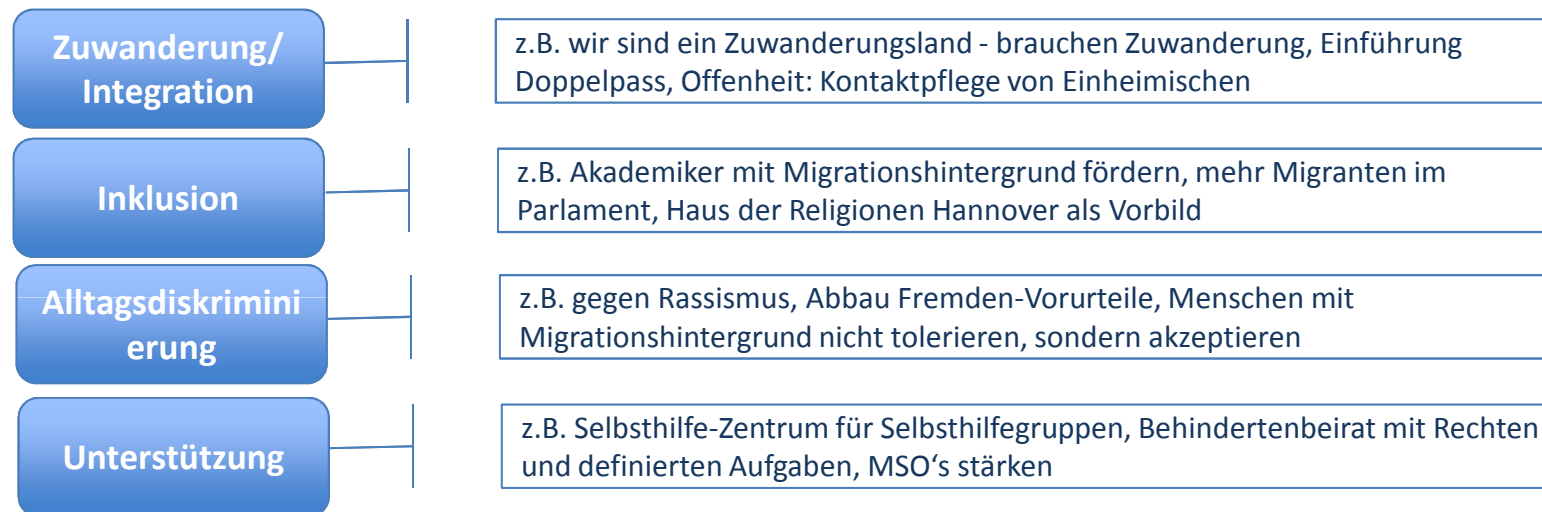 Zuwanderung/
Integration
z.B. wir sind ein Zuwanderungsland - brauchen Zuwanderung, Einführung
Doppelpass, Offenheit: Kontaktpflege von Einheimischen
Inklusion
z.B. Akademiker mit Migrationshintergrund fördern, mehr Migranten im
Parlament, Haus der Religionen Hannover als Vorbild
Alltagsdiskrimini
erung
z.B. gegen Rassismus, Abbau Fremden-Vorurteile, Menschen mit
Migrationshintergrund nicht tolerieren, sondern akzeptieren
Unterstützung
z.B. Selbsthilfe-Zentrum für Selbsthilfegruppen, Behindertenbeirat mit Rechten
und definierten Aufgaben, MSO‘s stärken